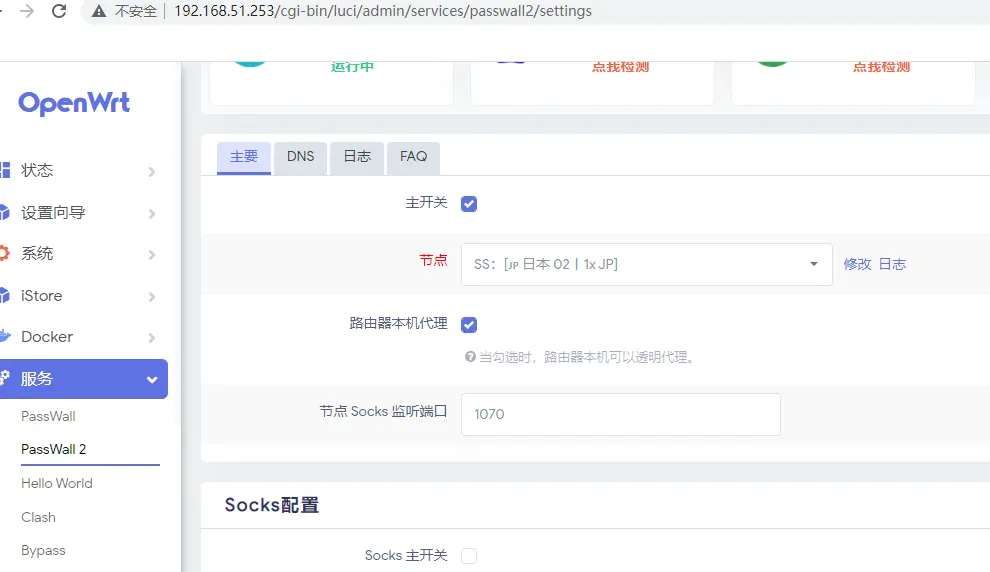 不安全 192.168.51.253/cgi-bin/luci/admin/services/passwall2/settings
运行中 点我检测 点我检测
OpenWrt
状态
设置向导
系统
iStore
Docker
服务
PassWall
PassWall 2
Hello World
Clash
Bypass
主要 DNS 日志 FAQ
主开关
节点 SS：[JP 日本 02丨1x JP] 修改 日志
路由器本机代理
当勾选时，路由器本机可以透明代理。
节点 Socks 监听端口 1070
Socks配置
Socks 主开关